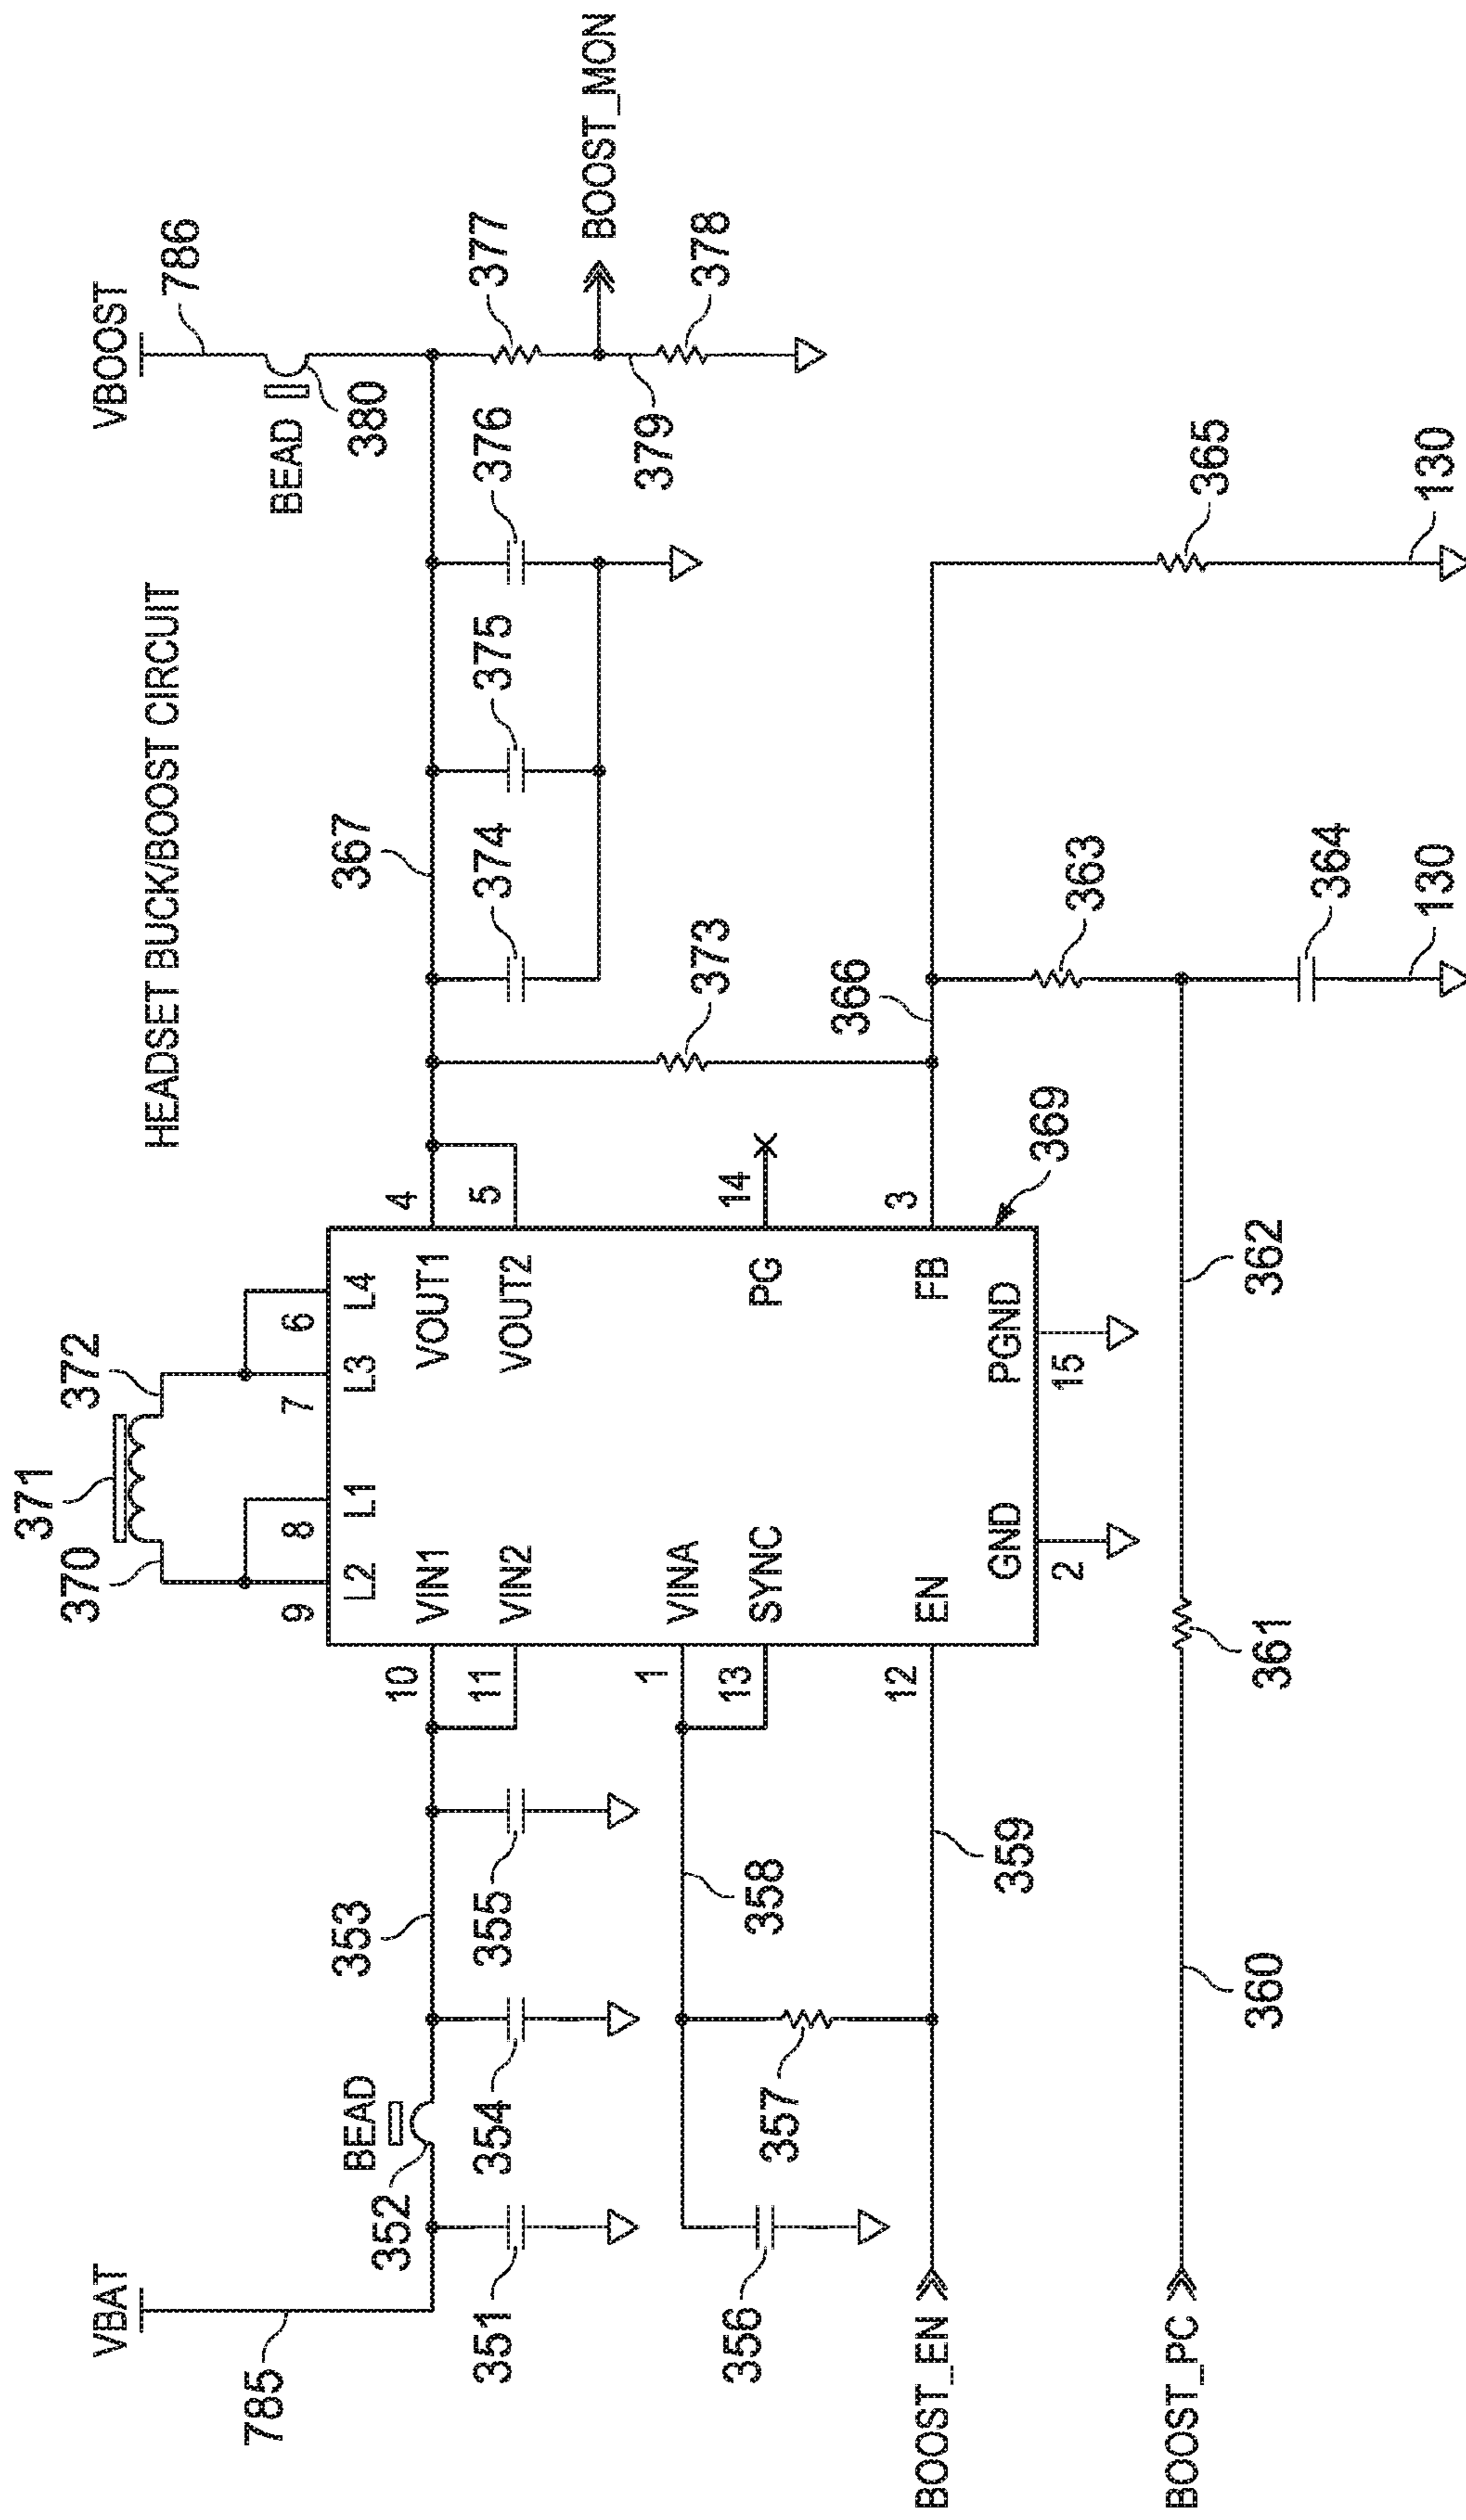 HEADSET BUCK/BOOST CIRCUIT
VBAT
785
BEAD
352
353
351
354
355
356
357
358
359
BOOST_EN
BOOST_PC
360
361
362
370
371
372
9
8
7
6
L2
L1
L3
L4
10
VIN1
11
VIN2
1
VINA
13
SYNC
12
EN
GND
2
PGND
15
VOUT1
4
VOUT2
5
PG
14
FB
3
369
366
367
373
374
375
376
363
364
130
365
130
VBOOST
786
BEAD
380
377
BOOST_MON
379
378